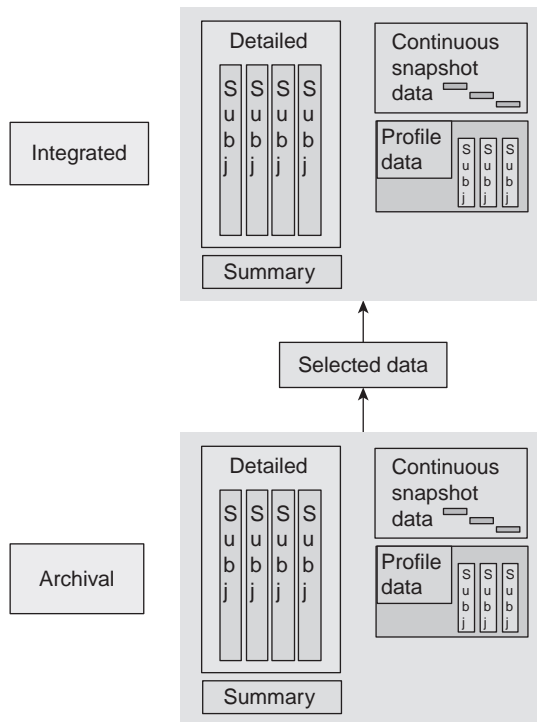 Detailed
S u b j
S u b j
S u b j
S u b j
Continuous
snapshot
data
Profile
data
S u b j
S u b j
S u b j
Integrated
Summary
Selected data
Detailed
S u b j
S u b j
S u b j
S u b j
Continuous
snapshot
data
Profile
data
S u b j
S u b j
S u b j
Archival
Summary